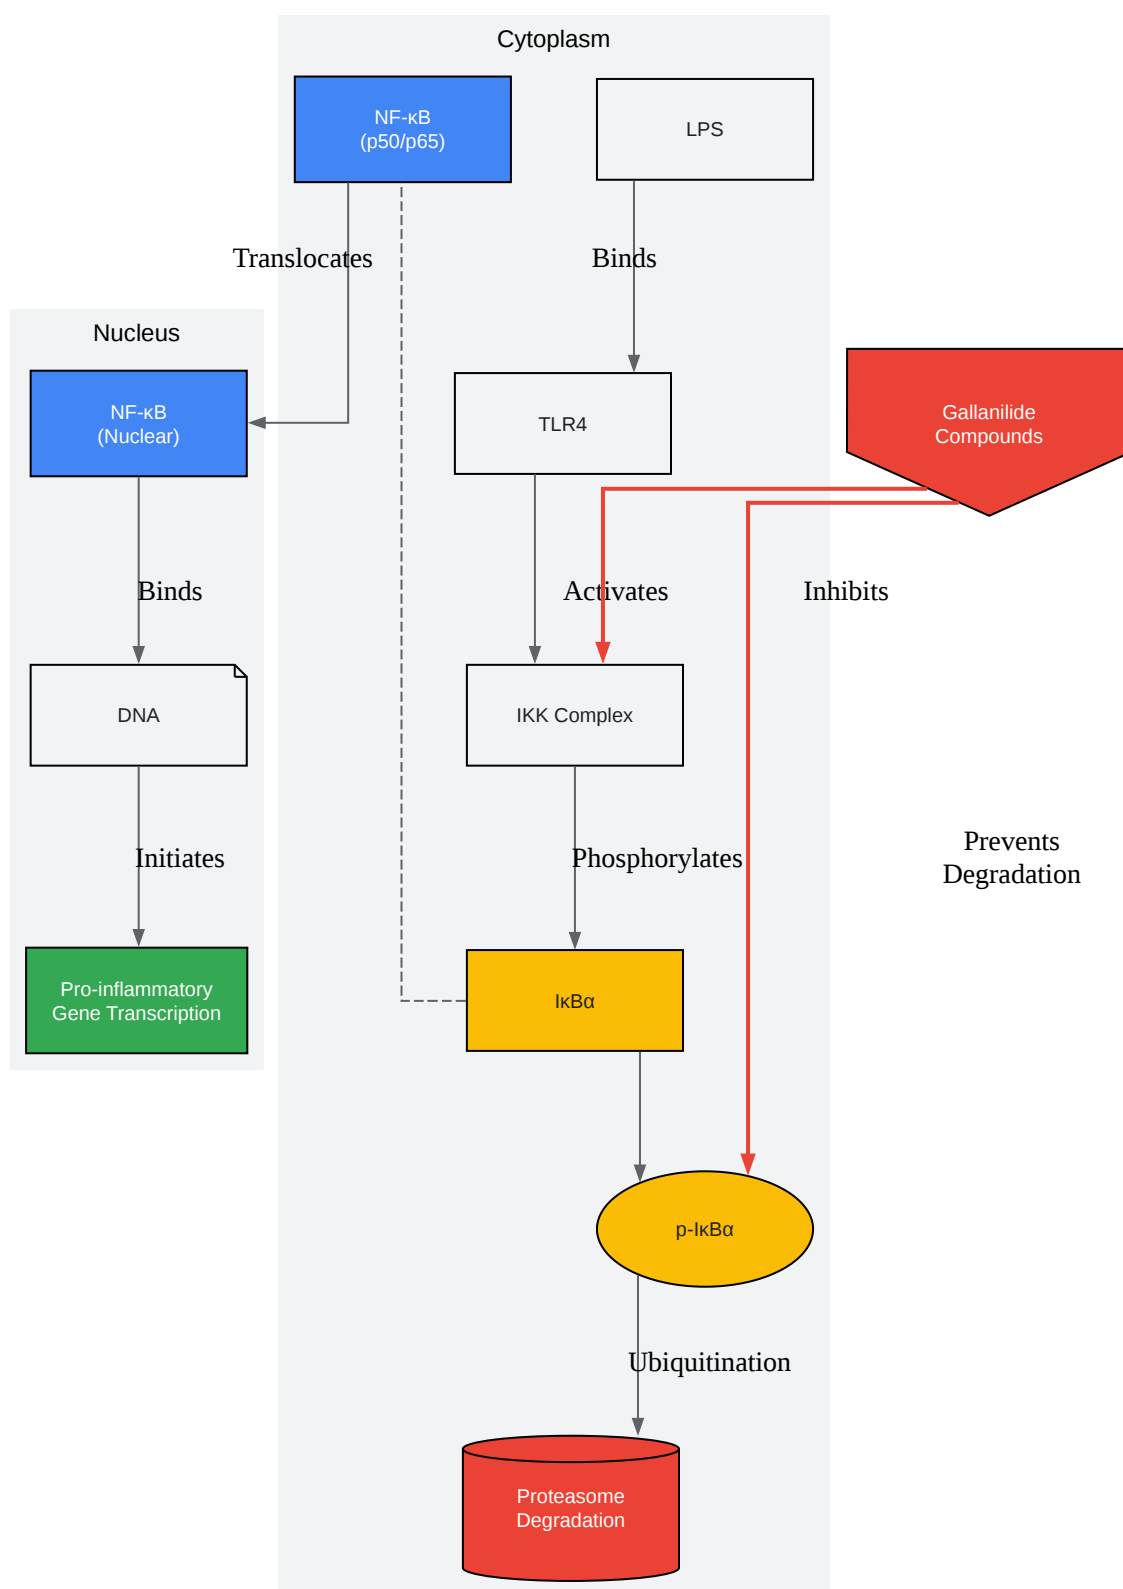 Cytoplasm
NF-κB
(p50/p65)
LPS
Translocates
Binds
Nucleus
NF-κB
(Nuclear)
TLR4
Gallanilide
Compounds
Binds
Activates
Inhibits
DNA
IKK Complex
Initiates
Phosphorylates
Prevents
Degradation
Pro-inflammatory
Gene Transcription
IκBα
p-IκBα
Ubiquitination
Proteasome
Degradation